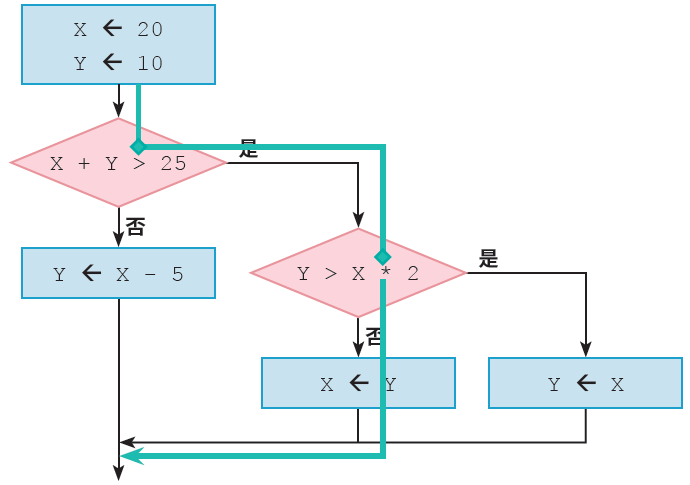 X ← 20
Y ← 10
是
X + Y > 25
否
Y ← X - 5
是
Y > X * 2
否
X ← Y
Y ← X